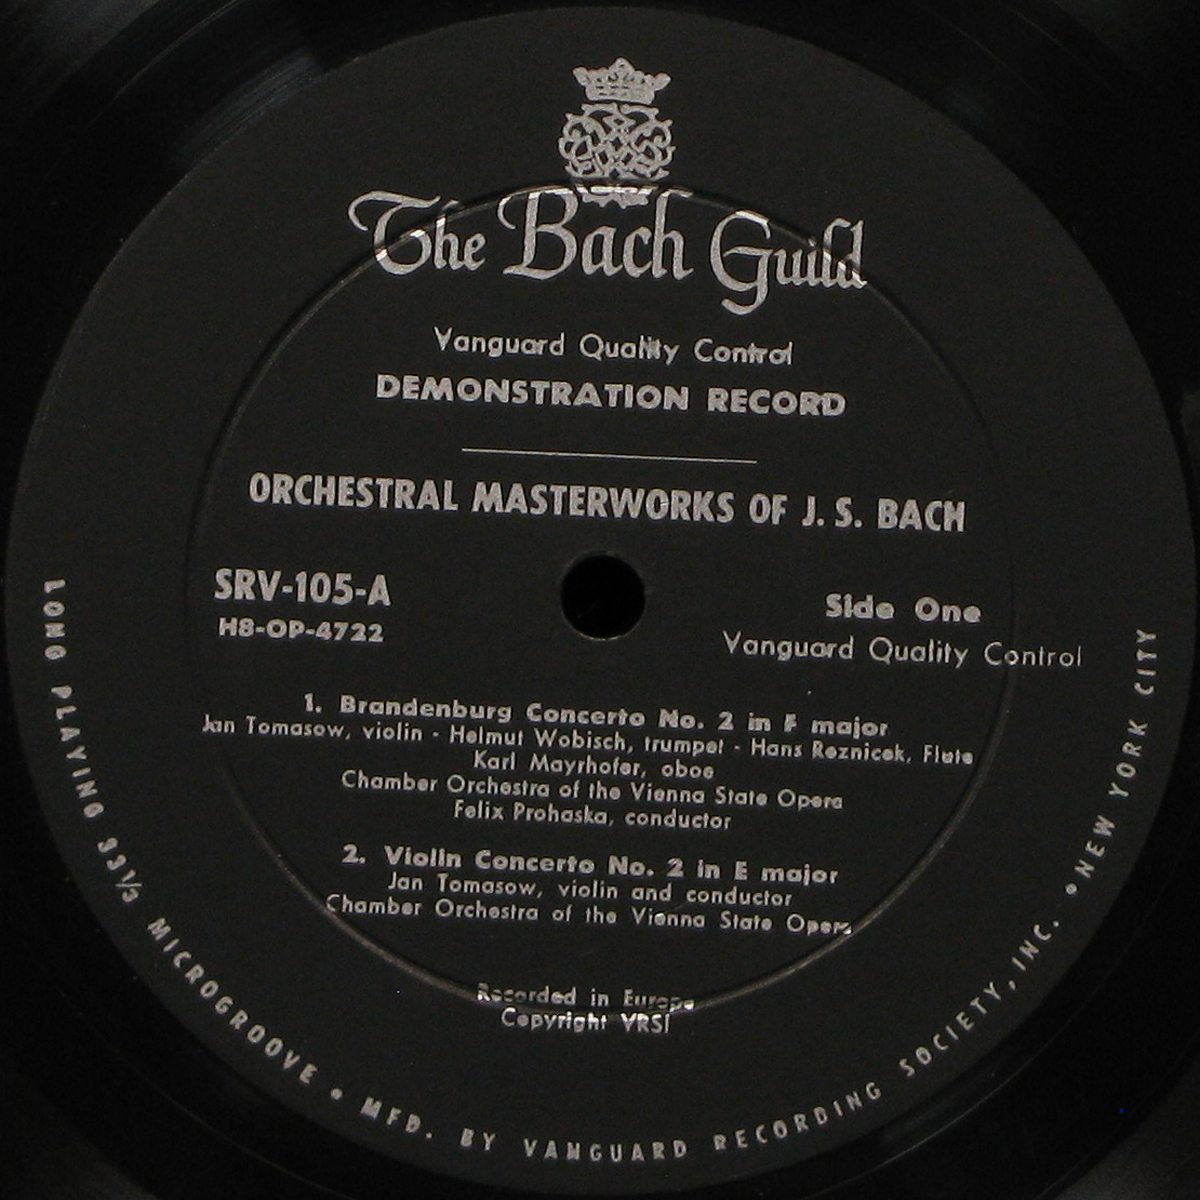 The Bach Guild
Vanguard Quality Control
DEMONSTRATION RECORD
ORCHESTRAL MASTERWORKS OF J. S. BACH
SRV-105-A
H8-OP-4722
Side One
Vanguard Quality Control
1. Brandenburg Concerto No. 2 in F major
Jan Tomasow, violin - Helmut Wobisch, trumpet - Hans Reznicek, Flute
Karl Mayrhofer, oboe
Chamber Orchestra of the Vienna State Opera
Felix Prohaska, conductor
2. Violin Concerto No. 2 in E major
Jan Tomasow, violin and conductor
Chamber Orchestra of the Vienna State Opera
Recorded in Europe
Copyright VRSI
LONG PLAYING 33⅓ MICROGROOVE • MFD. BY VANGUARD RECORDING SOCIETY, INC. • NEW YORK CITY